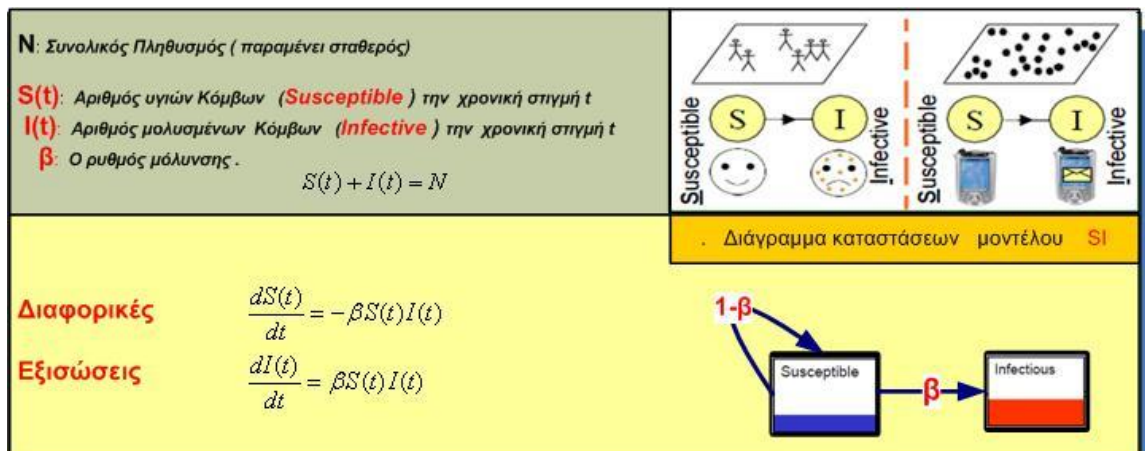 N: Συνολικός Πληθυσμός ( παραμένει σταθερός)
S(t): Αριθμός υγιών Κόμβων (Susceptible ) την χρονική στιγμή t
I(t): Αριθμός μολυσμένων Κόμβων (Infective ) την χρονική στιγμή t
β: Ο ρυθμός μόλυνσης .
S(t) + I(t) = N
Susceptible
S
I
Infective
Susceptible
S
I
Infective
. Διάγραμμα καταστάσεων μοντέλου SI
Διαφορικές
dS(t)/dt = -βS(t)I(t)
Εξισώσεις
dI(t)/dt = βS(t)I(t)
1-β
Susceptible
β
Infectious